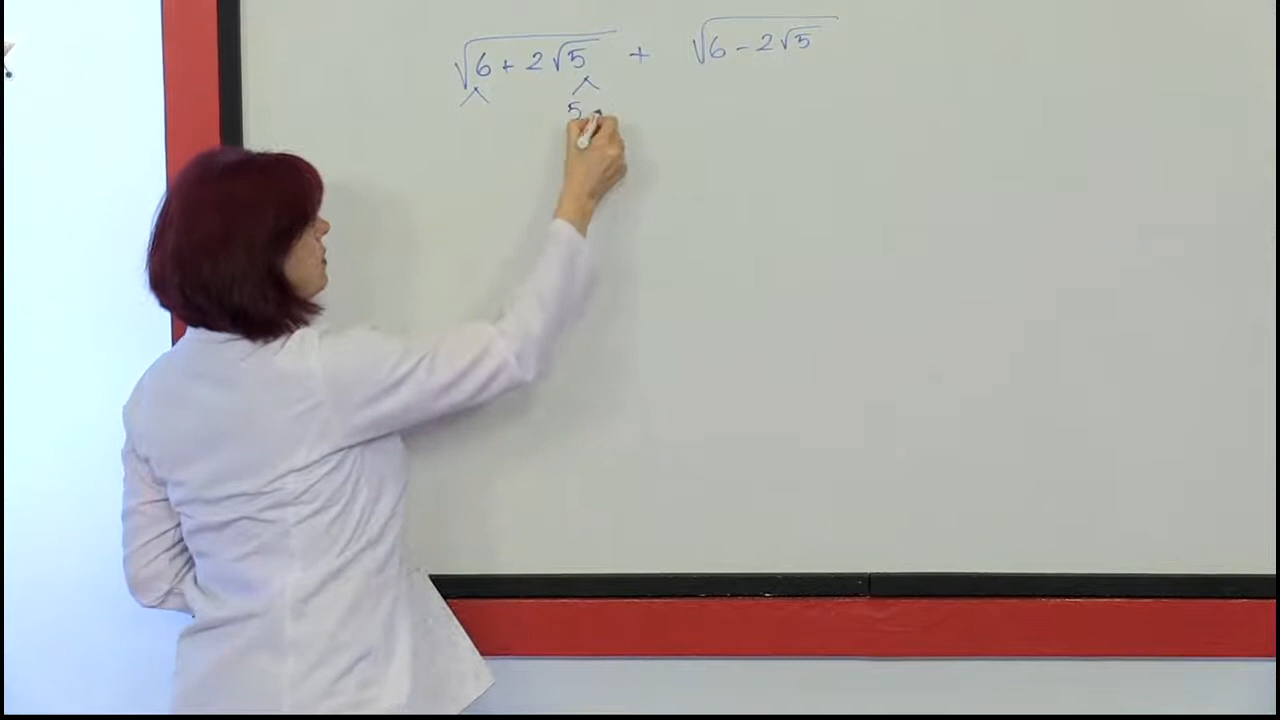 √(6 + 2√5) + √(6 - 2√5)
5